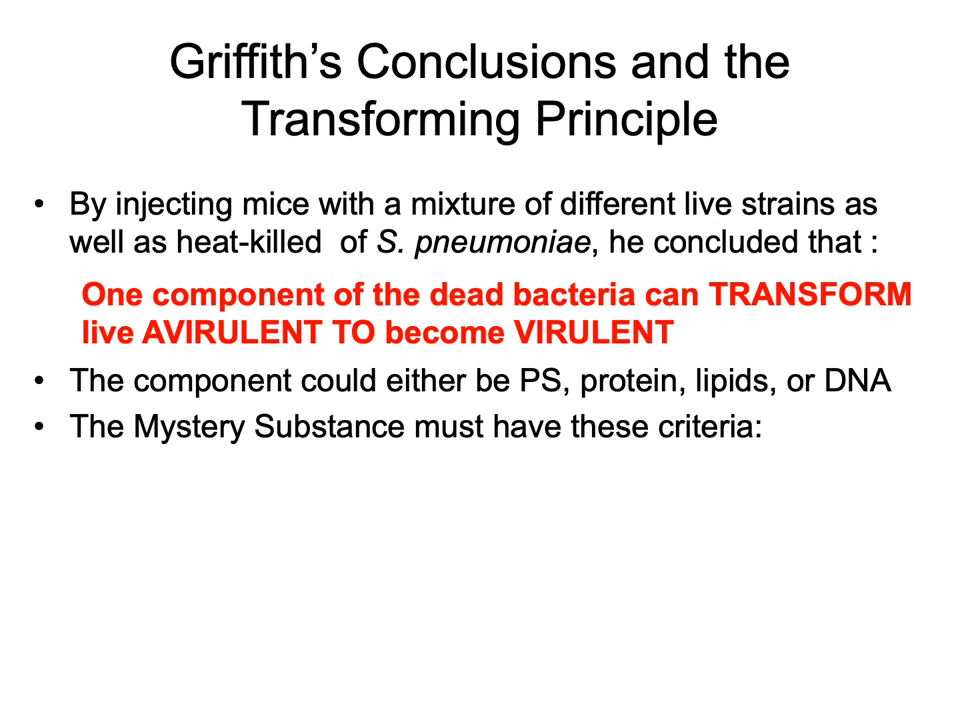 Griffith’s Conclusions and the
Transforming Principle
• By injecting mice with a mixture of different live strains as
well as heat-killed  of S. pneumoniae, he concluded that :
One component of the dead bacteria can TRANSFORM
live AVIRULENT TO become VIRULENT
• The component could either be PS, protein, lipids, or DNA
• The Mystery Substance must have these criteria: